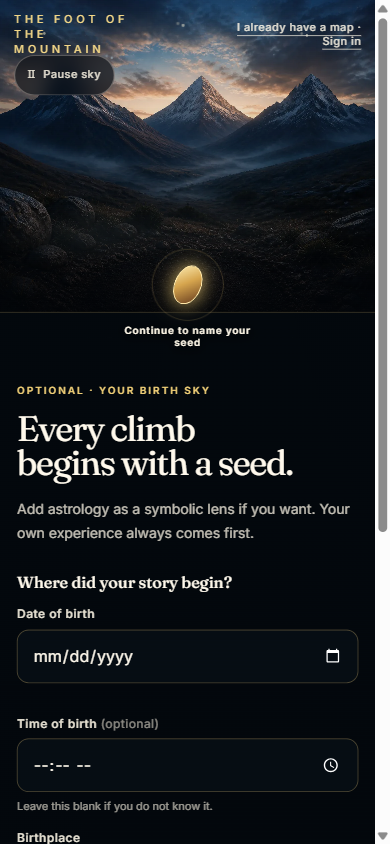 THE FOOT OF
THE
MOUNTAIN
I already have a map ·
Sign in
Pause sky
Continue to name your
seed
OPTIONAL · YOUR BIRTH SKY
Every climb
begins with a seed.
Add astrology as a symbolic lens if you want. Your
own experience always comes first.
Where did your story begin?
Date of birth
mm/dd/yyyy
Time of birth (optional)
--:-- --
Leave this blank if you do not know it.
Birthplace